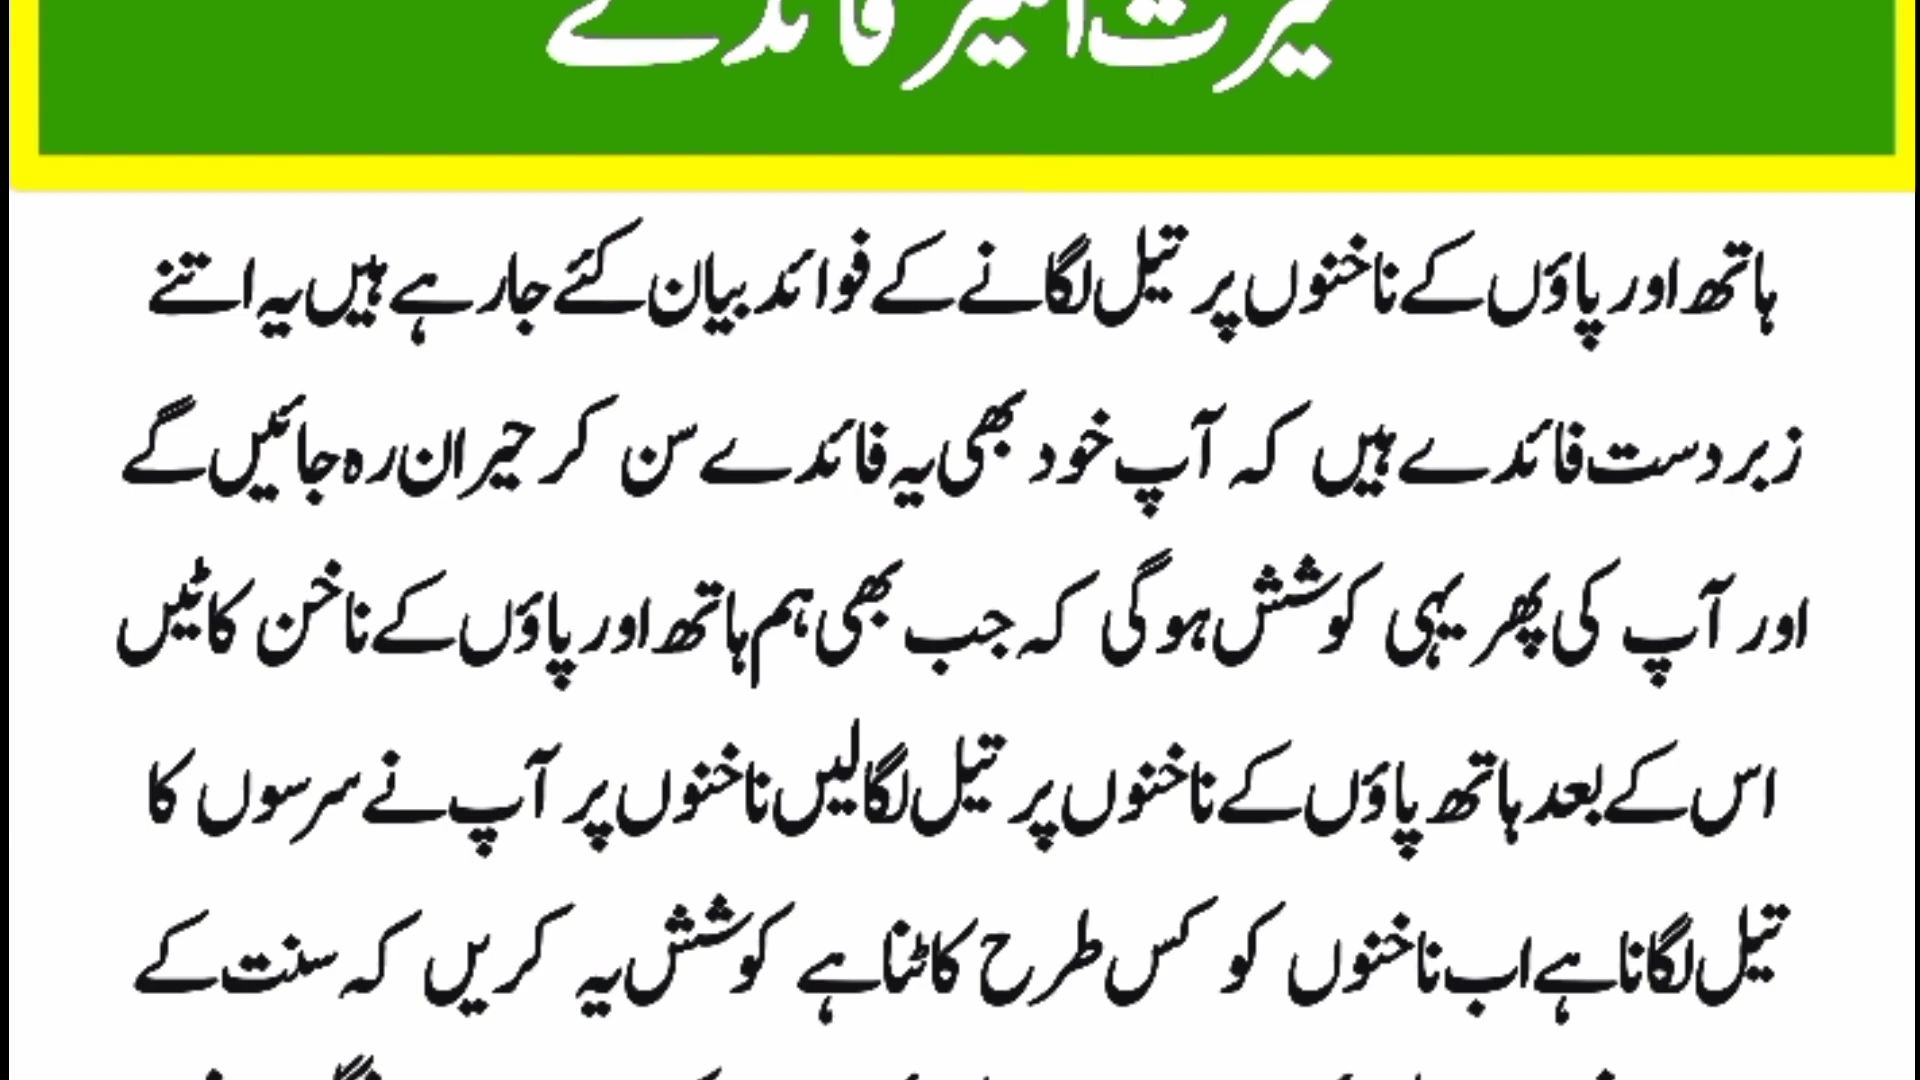 حیرت انگیز فائدے
ہاتھ اور پاؤں کے ناخنوں پر تیل لگانے کے فوائد بیان کئے جارہے ہیں یہ اتنے
زبردست فائدے ہیں کہ آپ خود بھی یہ فائدے سن کر حیران رہ جائیں گے
اور آپ کی پھر یہی کوشش ہوگی کہ جب بھی ہم ہاتھ اور پاؤں کے ناخن کاٹیں
اس کے بعد ہاتھ پاؤں کے ناخنوں پر تیل لگالیں ناخنوں پر آپ نے سرسوں کا
تیل لگانا ہے اب ناخنوں کو کس طرح کاٹنا ہے کوشش یہ کریں کہ سنت کے